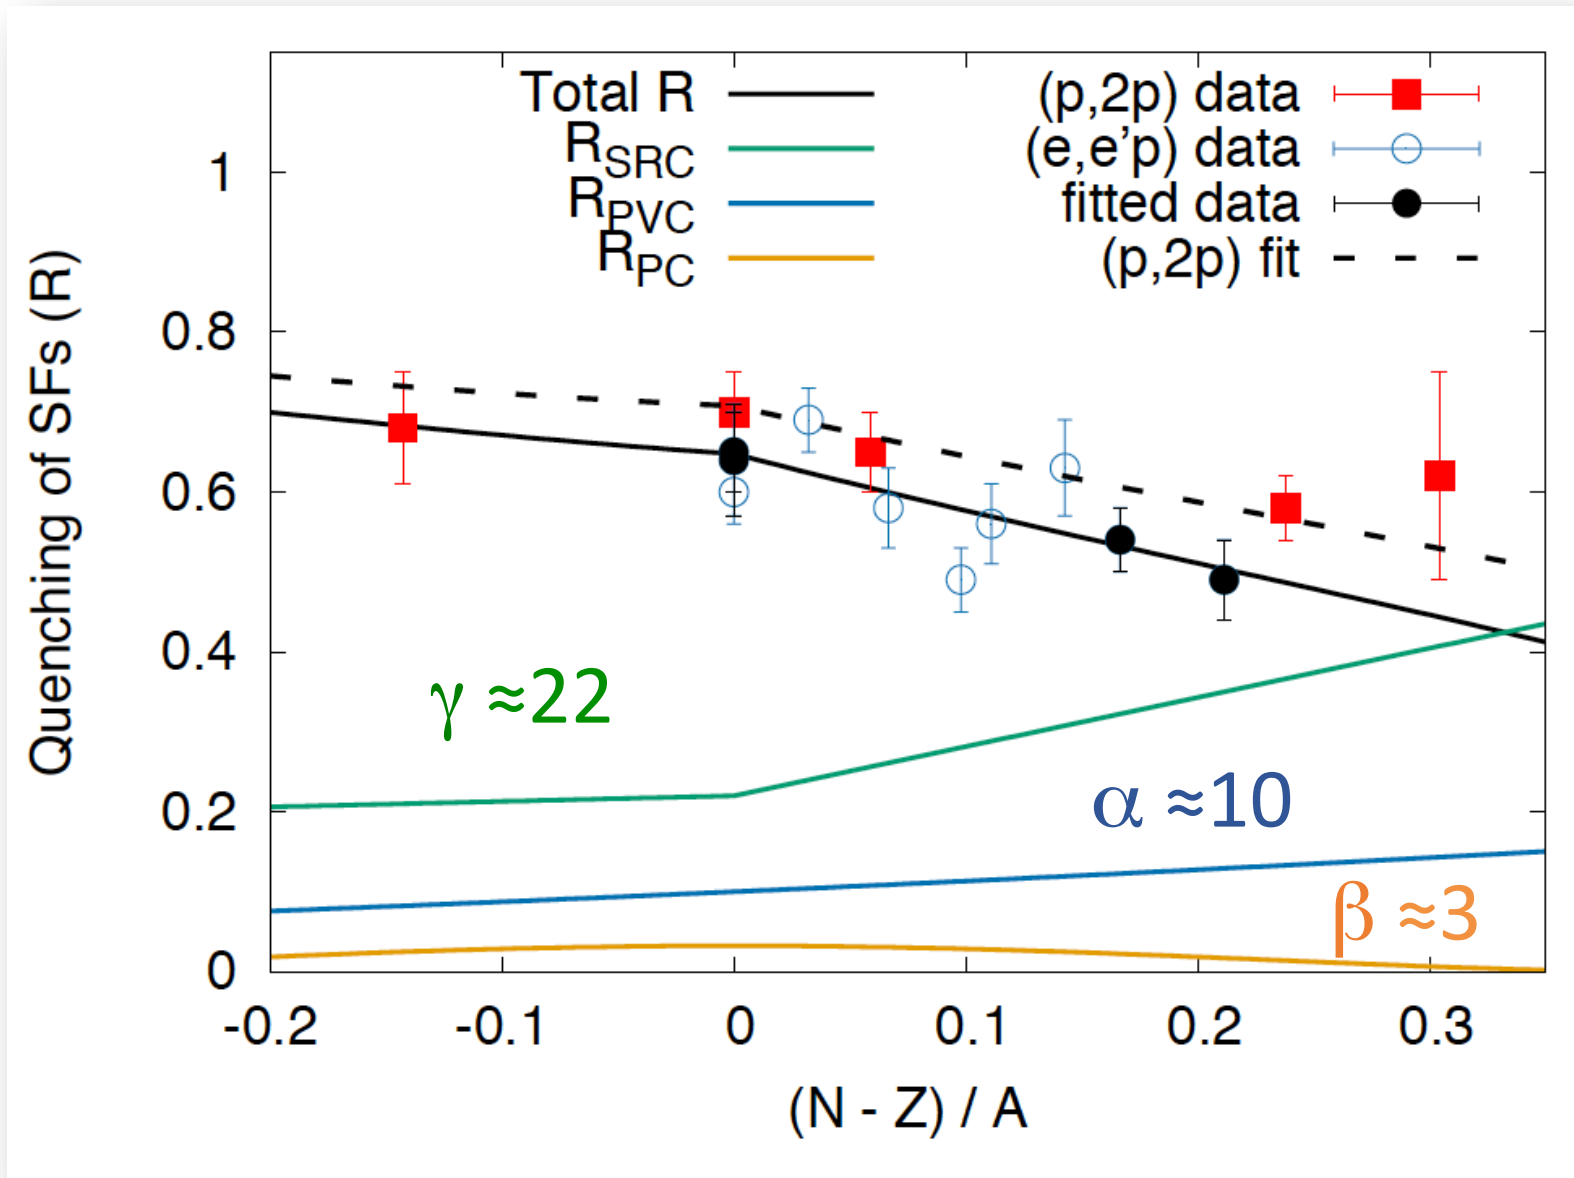 Total R
R_SRC
R_PVC
R_PC
(p,2p) data
(e,e’p) data
fitted data
(p,2p) fit
Quenching of SFs (R)
1
0.8
0.6
0.4
0.2
0
γ ≈22
α ≈10
β ≈3
-0.2 -0.1 0 0.1 0.2 0.3
(N - Z) / A